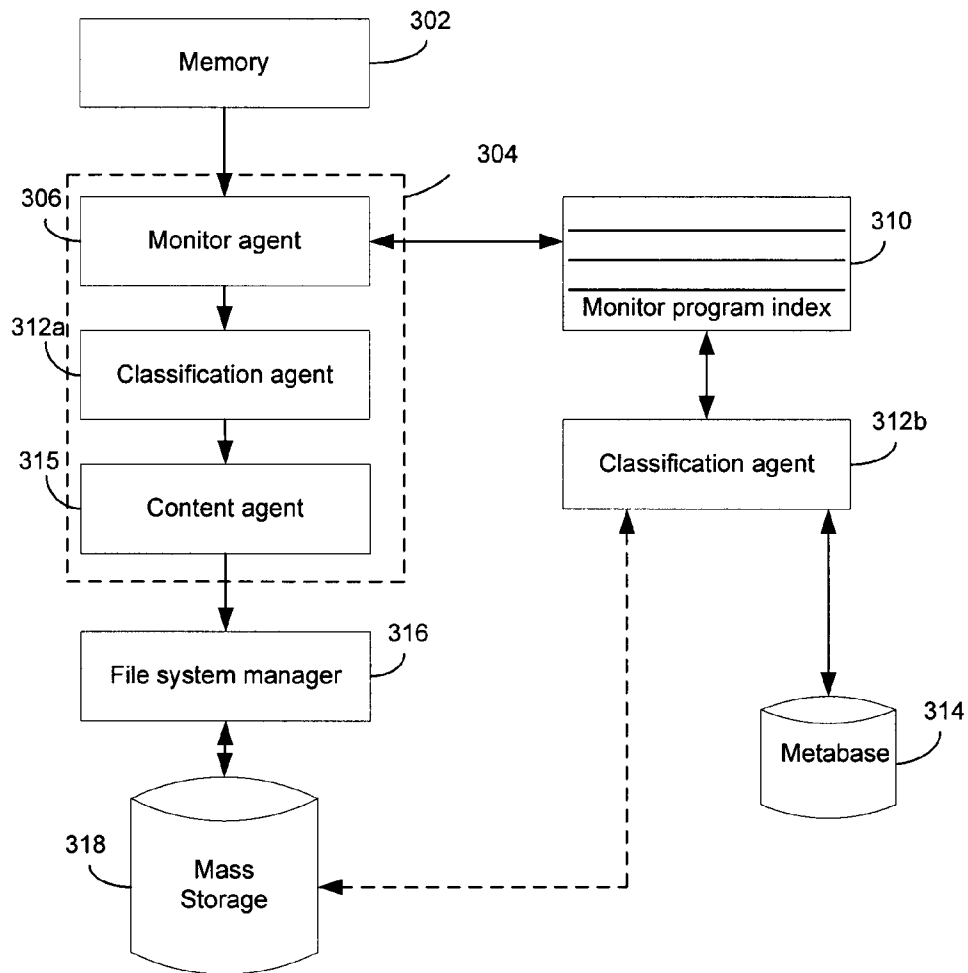 302
Memory
304
306
Monitor agent
310
Monitor program index
312a
Classification agent
312b
Classification agent
315
Content agent
316
File system manager
314
Metabase
318
Mass
Storage